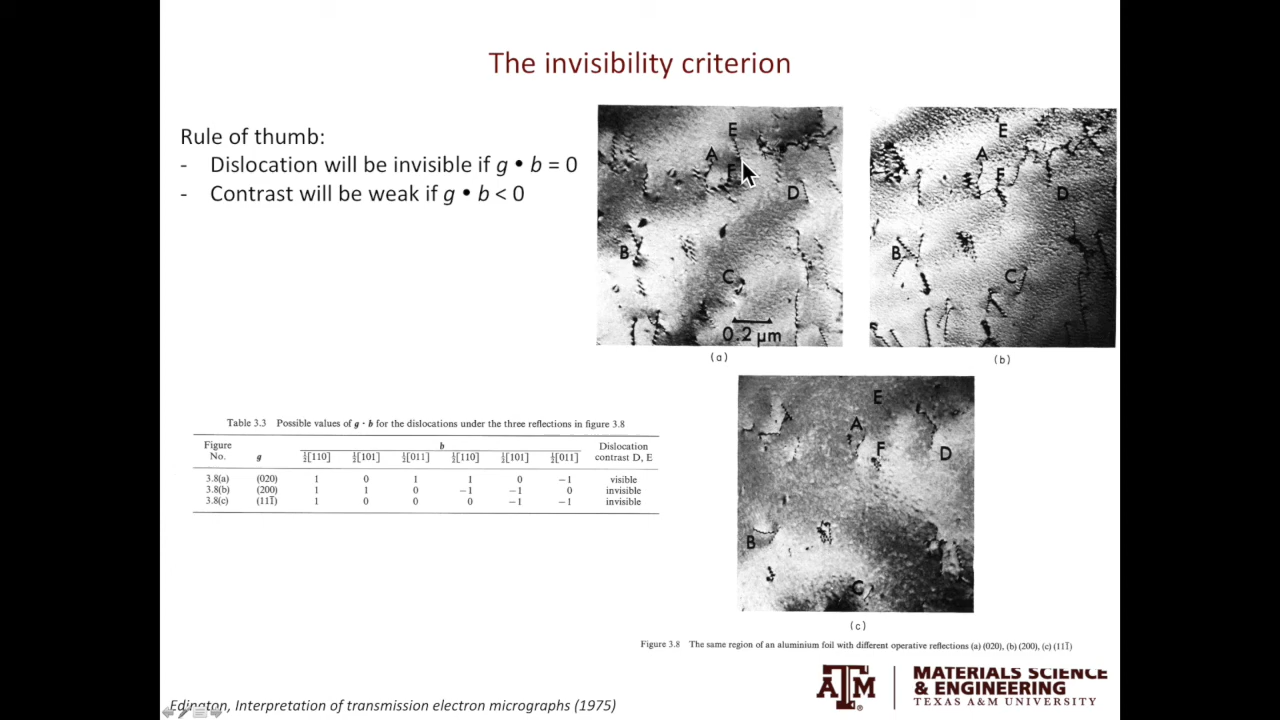 The invisibility criterion
Rule of thumb:
- Dislocation will be invisible if g • b = 0
- Contrast will be weak if g • b < 0
E
A
F
D
B
C
0.2 µm
(a)
E
A
F
D
B
C
(b)
Table 3.3 Possible values of g · b for the dislocations under the three reflections in figure 3.8
Figure No. g b Dislocation contrast D, E
½[110] ½[101] ½[011] ½[110] ½[101] ½[011]
3.8(a) (020) 1 0 1 1 0 −1 visible
3.8(b) (200) 1 1 0 −1 −1 0 invisible
3.8(c) (111̄) 1 0 0 0 −1 −1 invisible
E
A
F
D
B
C
(c)
Figure 3.8 The same region of an aluminium foil with different operative reflections (a) (020), (b) (200), (c) (111̄)
ATM
MATERIALS SCIENCE
& ENGINEERING
TEXAS A&M UNIVERSITY
Edington, Interpretation of transmission electron micrographs (1975)